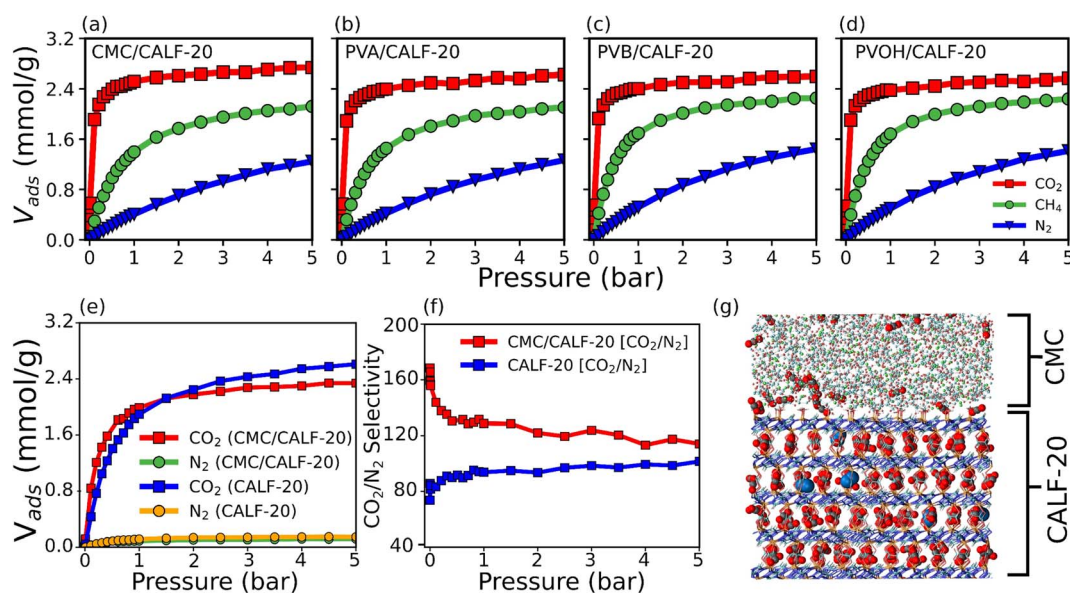 (a) (b) (c) (d)
CMC/CALF-20 PVA/CALF-20 PVB/CALF-20 PVOH/CALF-20
V_ads (mmol/g)
3.2
2.4
1.6
0.8
0.0
CO₂
CH₄
N₂
0 1 2 3 4 5 0 1 2 3 4 5 0 1 2 3 4 5 0 1 2 3 4 5
Pressure (bar)
(e)
V_ads (mmol/g)
3.2
2.4
1.6
0.8
0.0
CO₂ (CMC/CALF-20)
N₂ (CMC/CALF-20)
CO₂ (CALF-20)
N₂ (CALF-20)
0 1 2 3 4 5
Pressure (bar)
(f)
CO₂/N₂ Selectivity
200
160
120
80
40
CMC/CALF-20 [CO₂/N₂]
CALF-20 [CO₂/N₂]
0 1 2 3 4 5
Pressure (bar)
(g)
CMC
CALF-20